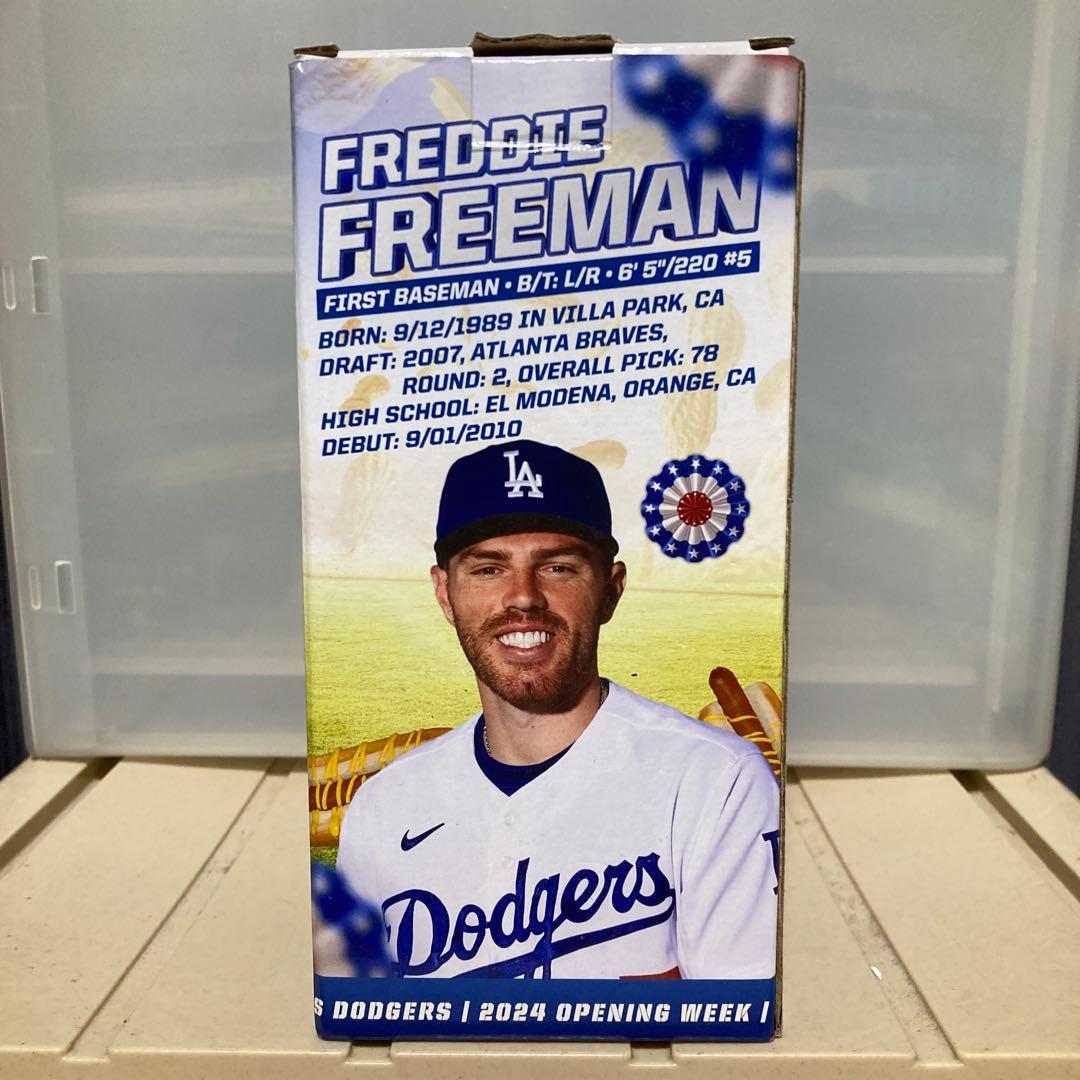 FREDDIE
FREEMAN
FIRST BASEMAN • B/T: L/R • 6' 5"/220 #5
BORN: 9/12/1989 IN VILLA PARK, CA
DRAFT: 2007, ATLANTA BRAVES,
ROUND: 2, OVERALL PICK: 78
HIGH SCHOOL: EL MODENA, ORANGE, CA
DEBUT: 9/01/2010
LA
Dodgers
S DODGERS | 2024 OPENING WEEK |